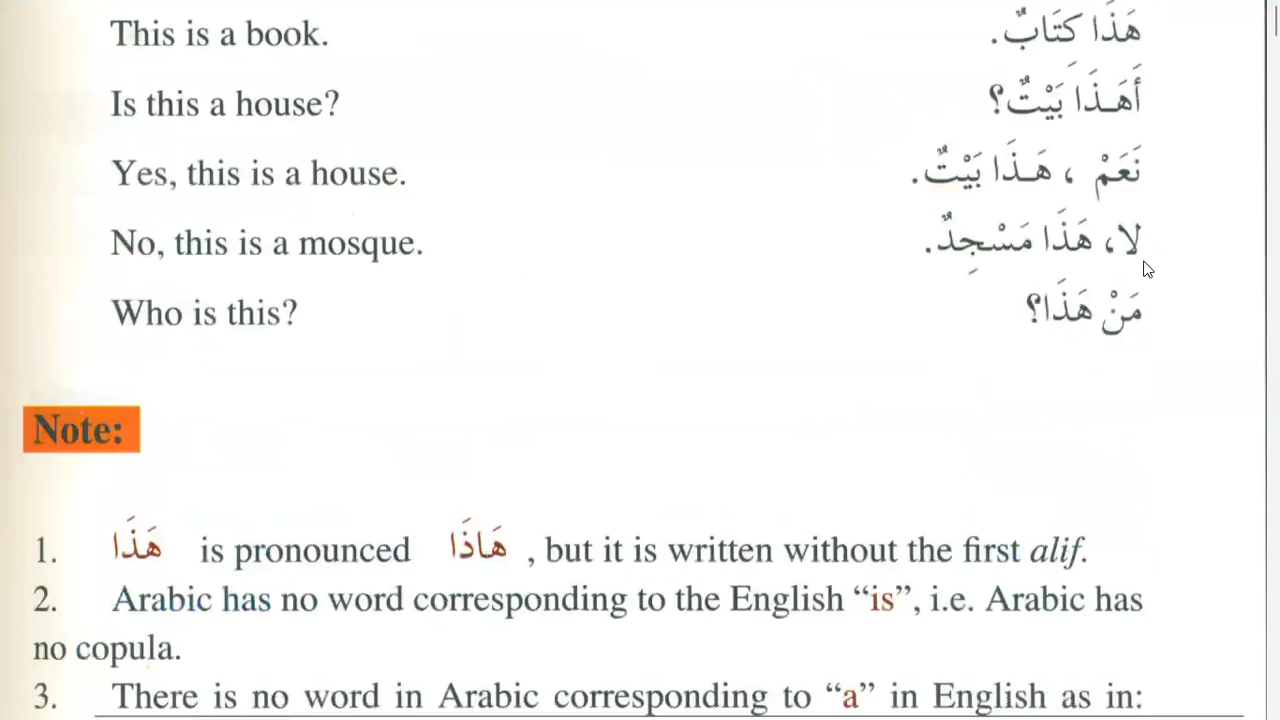 This is a book. هَذَا كِتَابٌ.
Is this a house? أَهَـذَا بَيْتٌ؟
Yes, this is a house. نَعَمْ ، هَـذَا بَيْتٌ.
No, this is a mosque. لا، هَذَا مَسْجِدٌ.
Who is this? مَنْ هَذَا؟
Note:
1. هَذَا is pronounced هَاذَا , but it is written without the first alif.
2. Arabic has no word corresponding to the English “is”, i.e. Arabic has
no copula.
3. There is no word in Arabic corresponding to “a” in English as in: